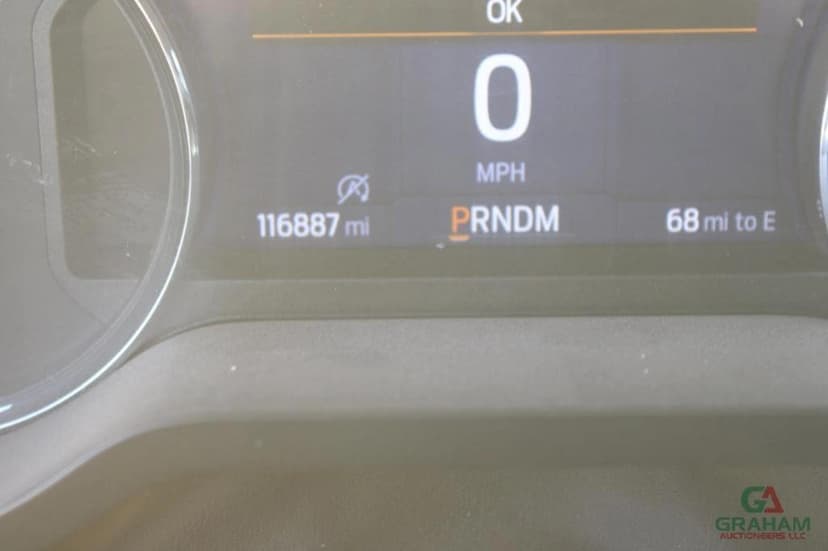 OK
0
MPH
116887 mi PRNDM 68 mi to E
GA
GRAHAM
AUCTIONEERS LLC